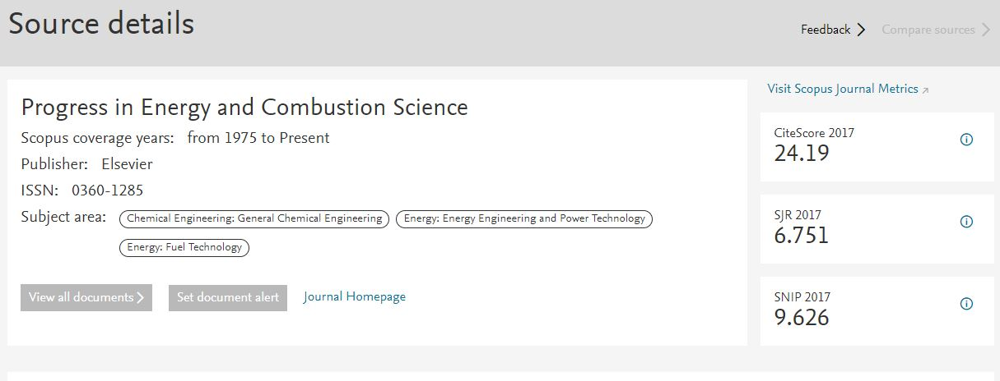 Source details
Feedback
Compare sources
Progress in Energy and Combustion Science
Scopus coverage years: from 1975 to Present
Publisher: Elsevier
ISSN: 0360-1285
Subject area: Chemical Engineering: General Chemical Engineering Energy: Energy Engineering and Power Technology
Energy: Fuel Technology
View all documents Set document alert Journal Homepage
Visit Scopus Journal Metrics
CiteScore 2017
24.19
SJR 2017
6.751
SNIP 2017
9.626